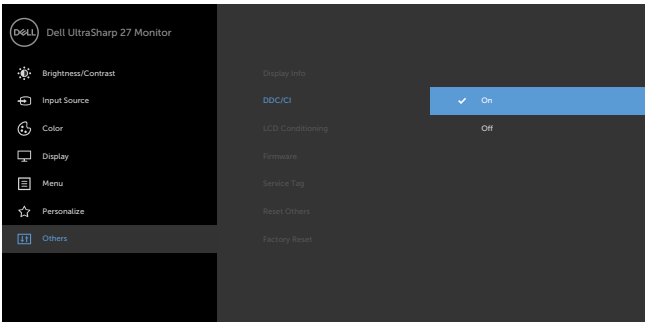 DELL
Dell UltraSharp 27 Monitor
Brightness/Contrast
Input Source
Color
Display
Menu
Personalize
Others
Display Info
DDC/CI
LCD Conditioning
Firmware
Service Tag
Reset Others
Factory Reset
On
Off